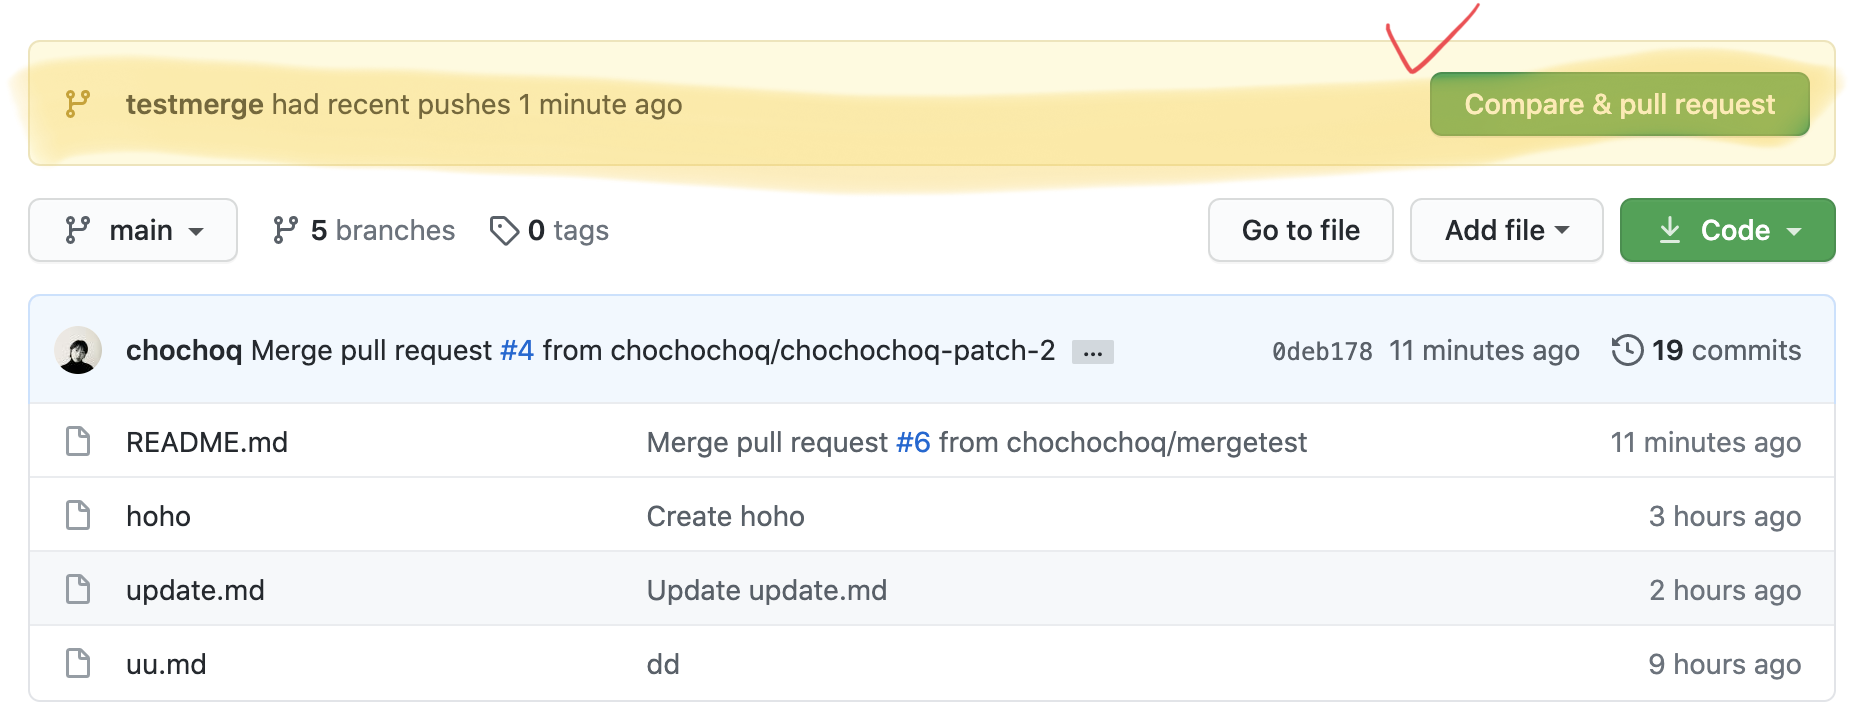 testmerge had recent pushes 1 minute ago Compare & pull request
main 5 branches 0 tags Go to file Add file Code
chochoq Merge pull request #4 from chochochoq/chochochoq-patch-2 ... 0deb178 11 minutes ago 19 commits
README.md Merge pull request #6 from chochochoq/mergetest 11 minutes ago
hoho Create hoho 3 hours ago
update.md Update update.md 2 hours ago
uu.md dd 9 hours ago